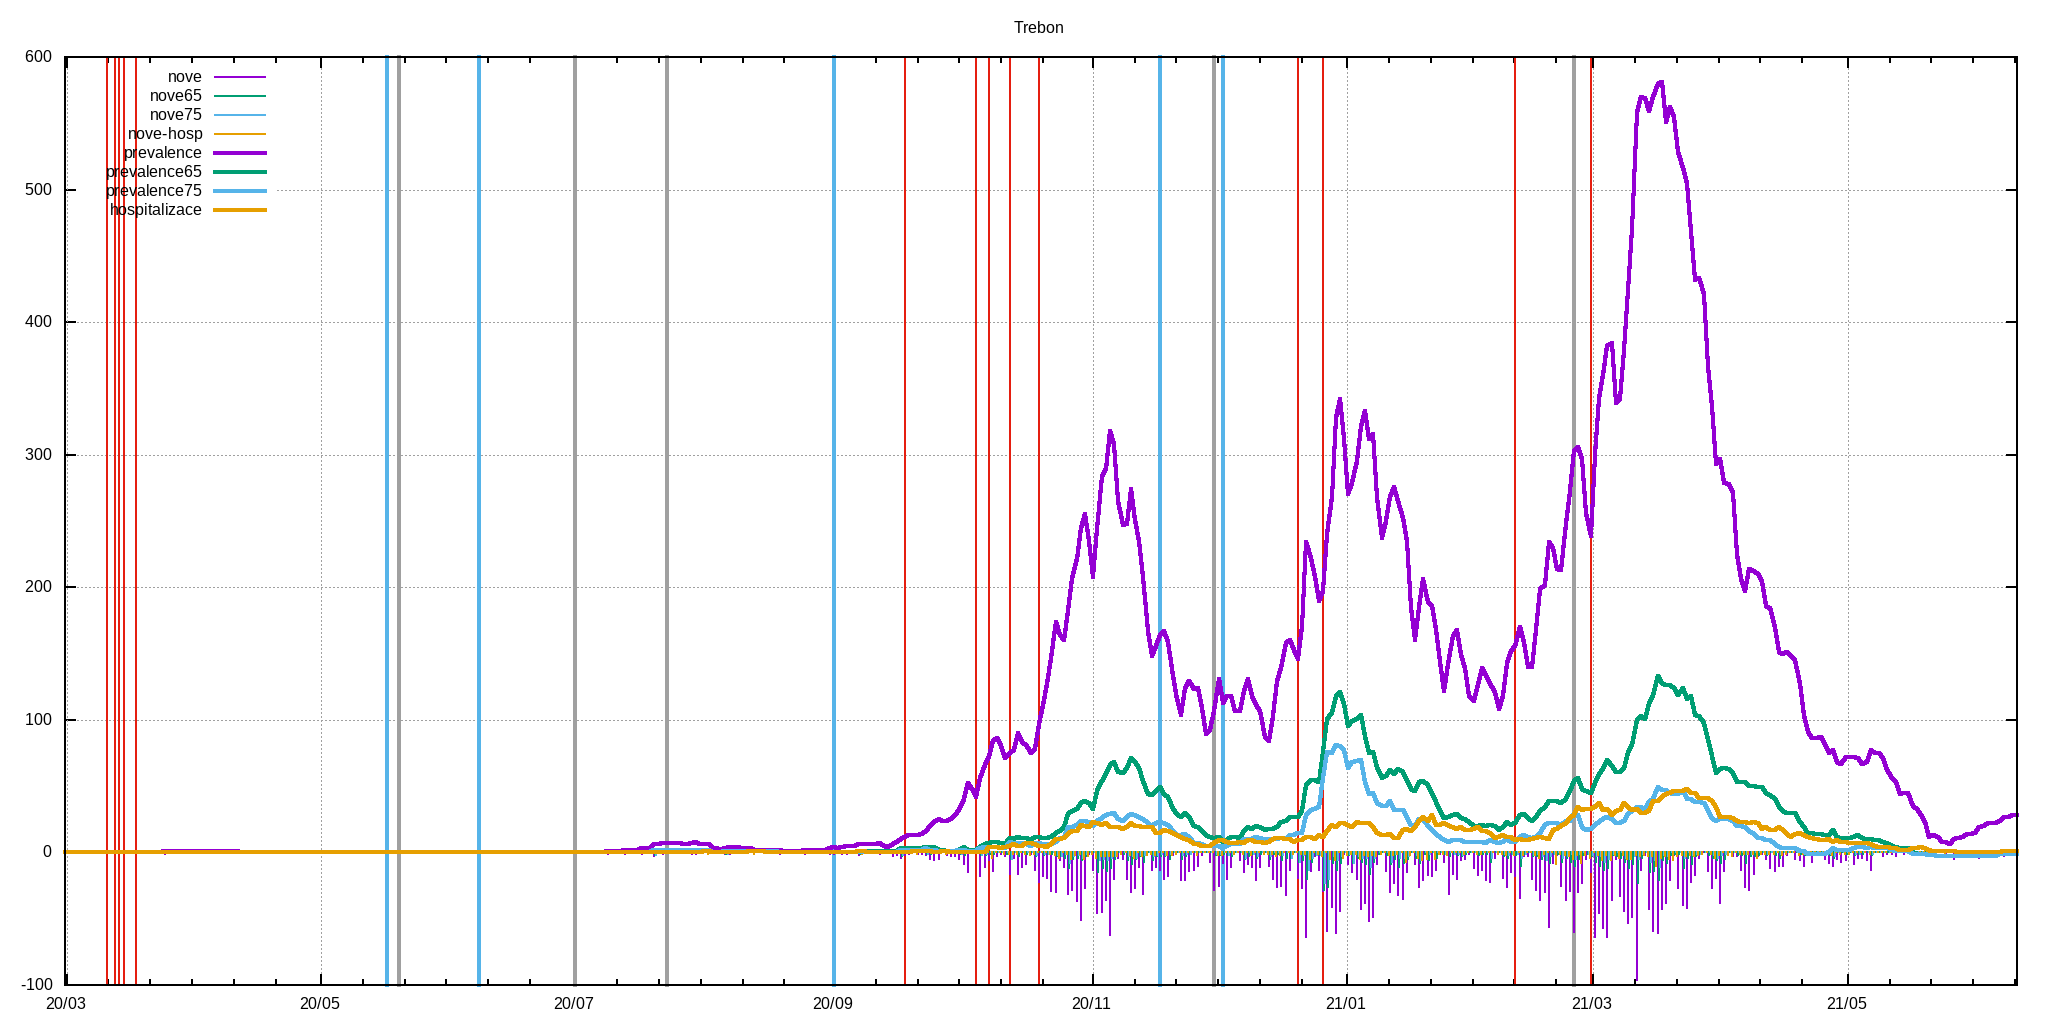 Trebon
600
500
400
300
200
100
0
-100
nove
nove65
nove75
nove-hosp
prevalence
prevalence65
prevalence75
hospitalizace
20/03 20/05 20/07 20/09 20/11 21/01 21/03 21/05